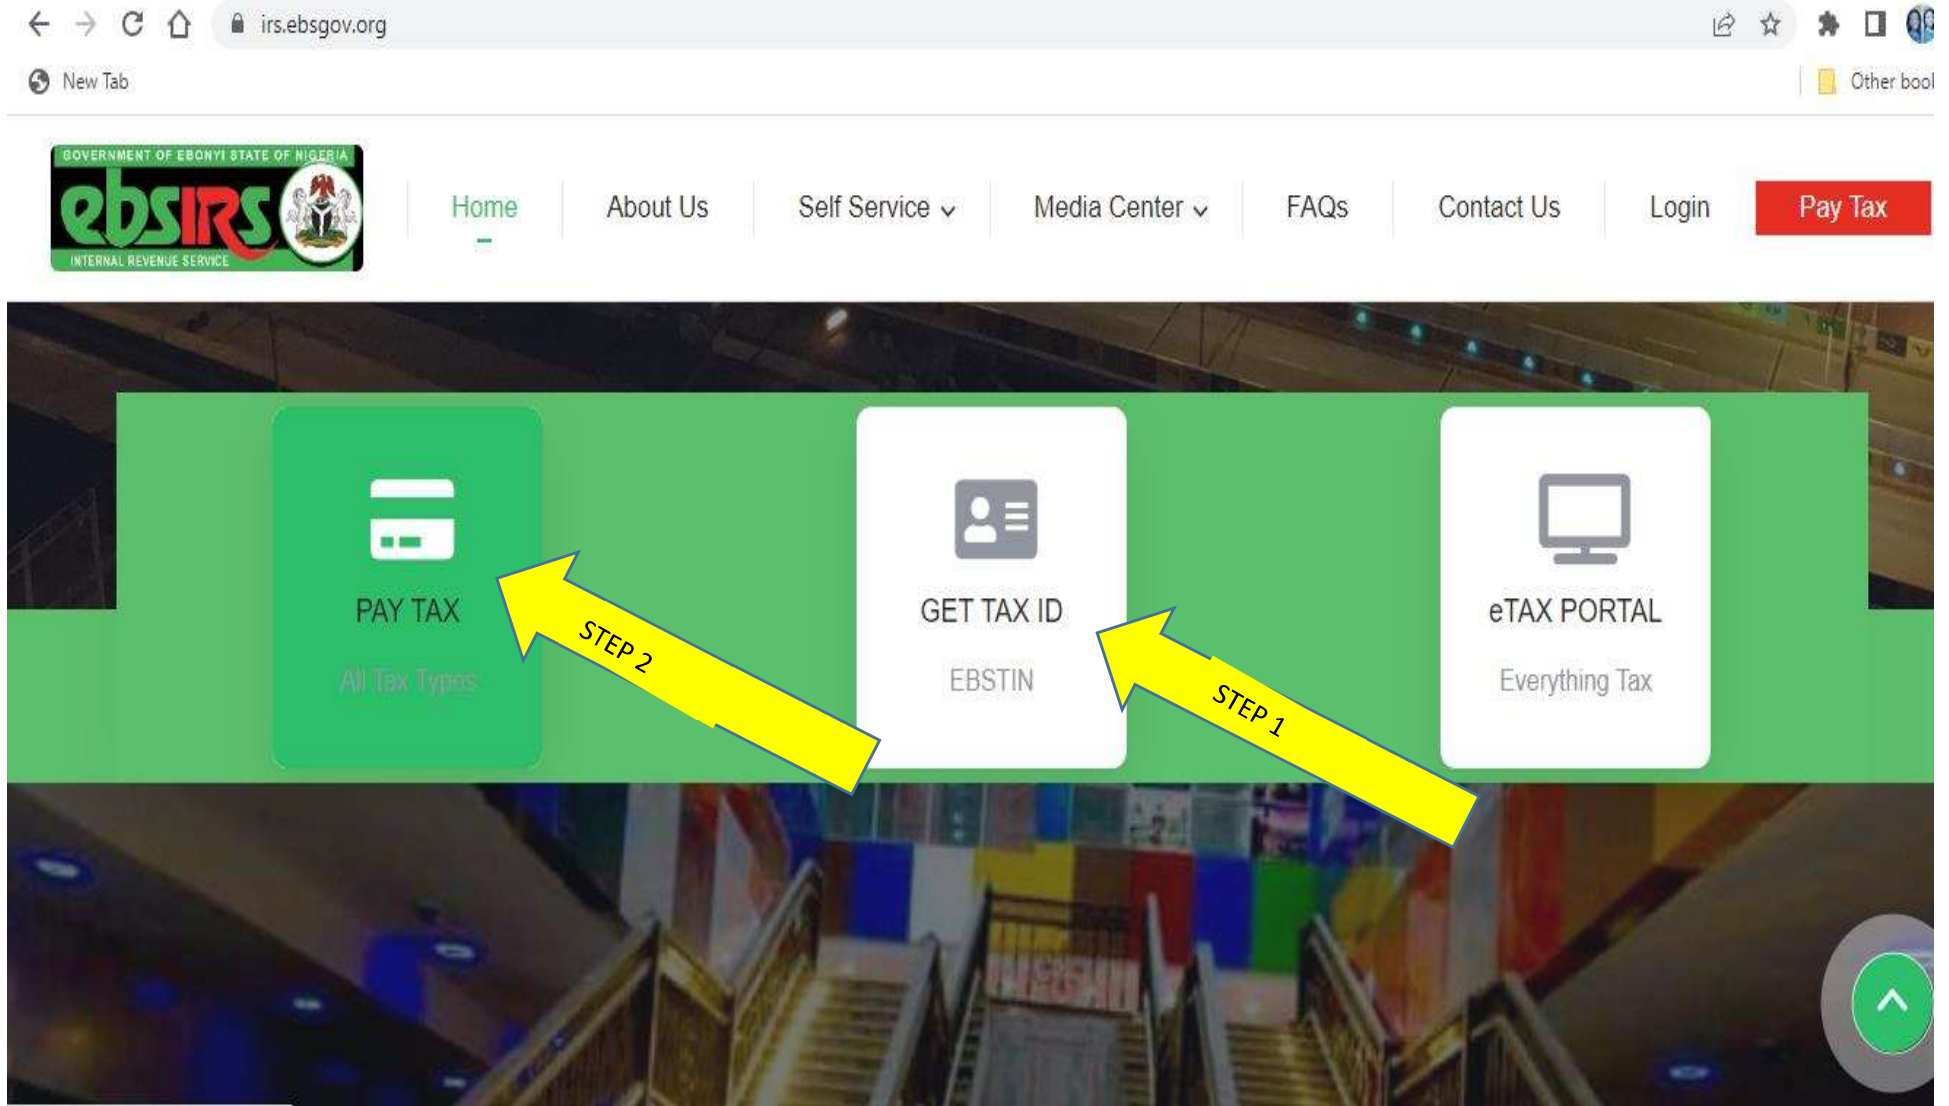 irs.ebsgov.org
New Tab
Other book
GOVERNMENT OF EBONYI STATE OF NIGERIA
ebsIRS
INTERNAL REVENUE SERVICE
Home
About Us
Self Service
Media Center
FAQs
Contact Us
Login
Pay Tax
PAY TAX
All Tax Types
STEP 2
GET TAX ID
EBSTIN
STEP 1
eTAX PORTAL
Everything Tax